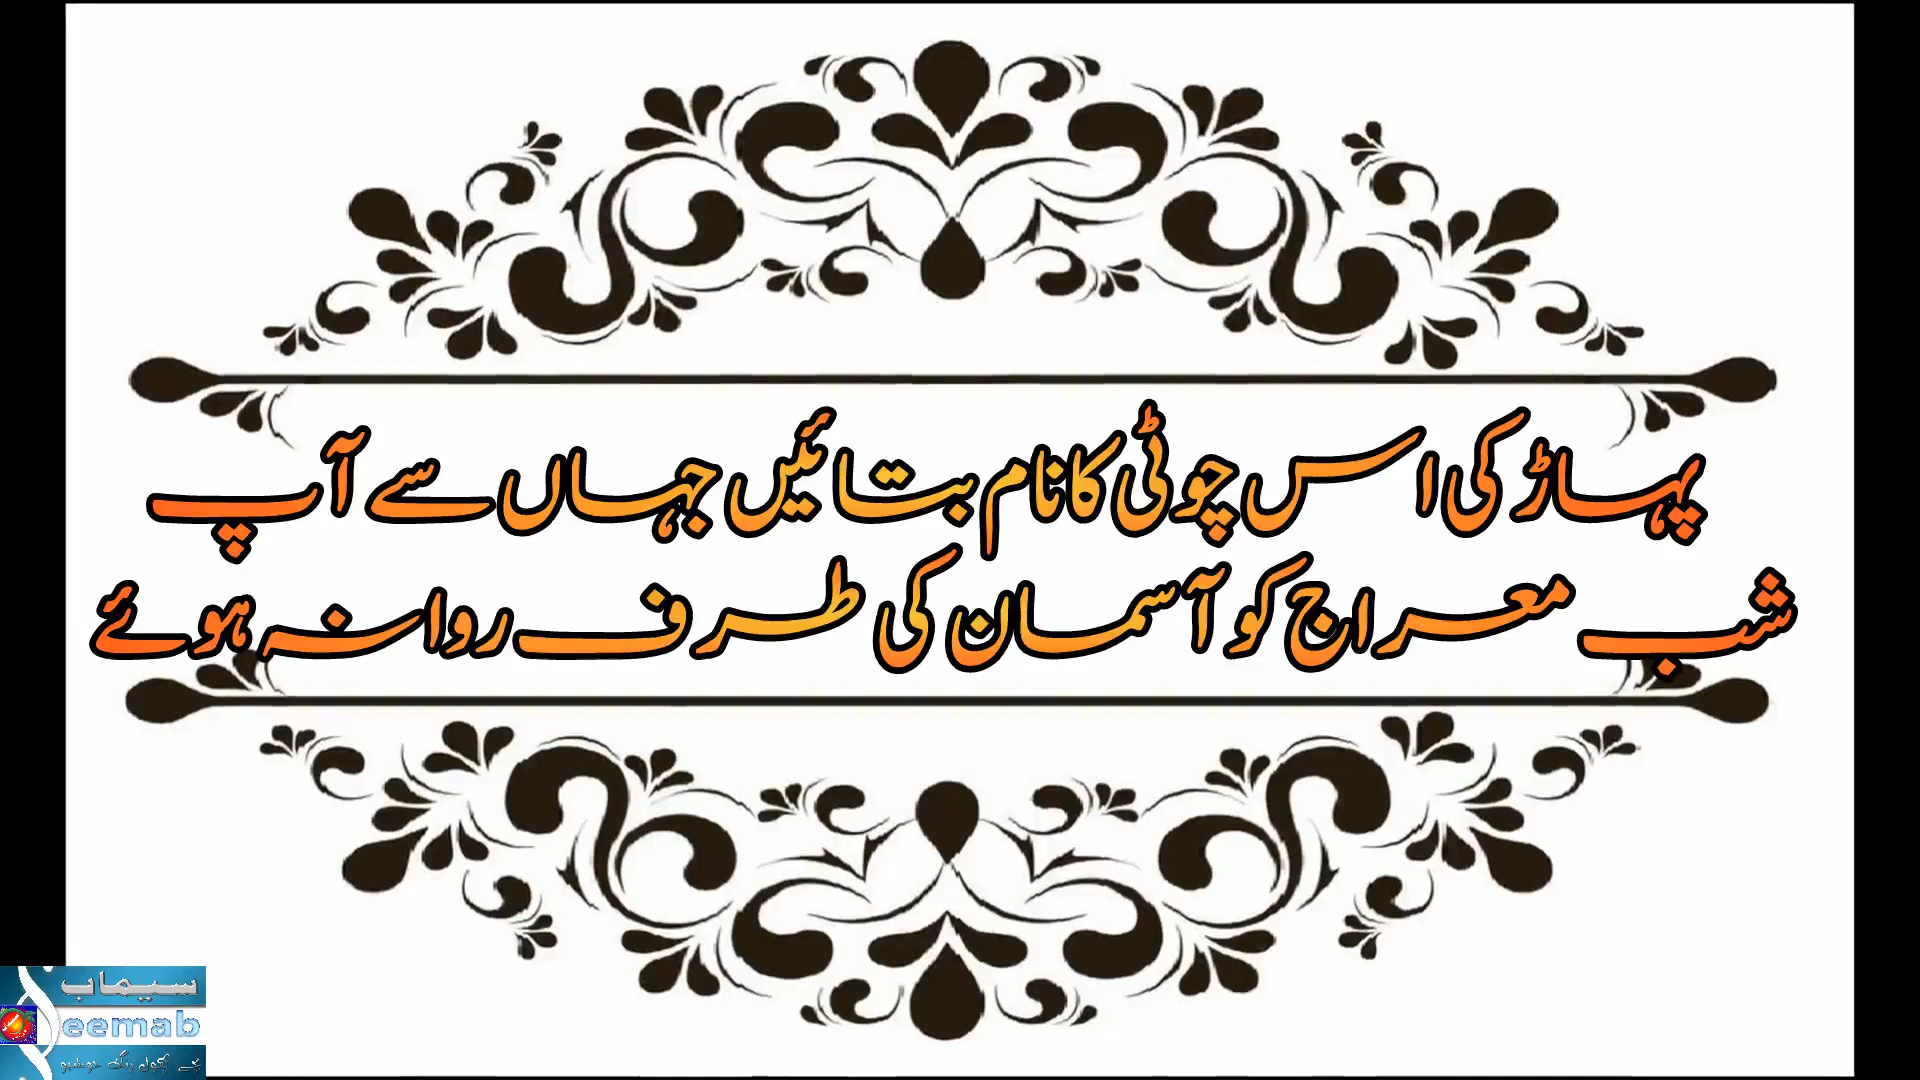 پہاڑ کی اس چوٹی کا نام بتائیں جہاں سے آپ
شب معراج کو آسمان کی طرف روانہ ہوئے
سیماب
Seemab